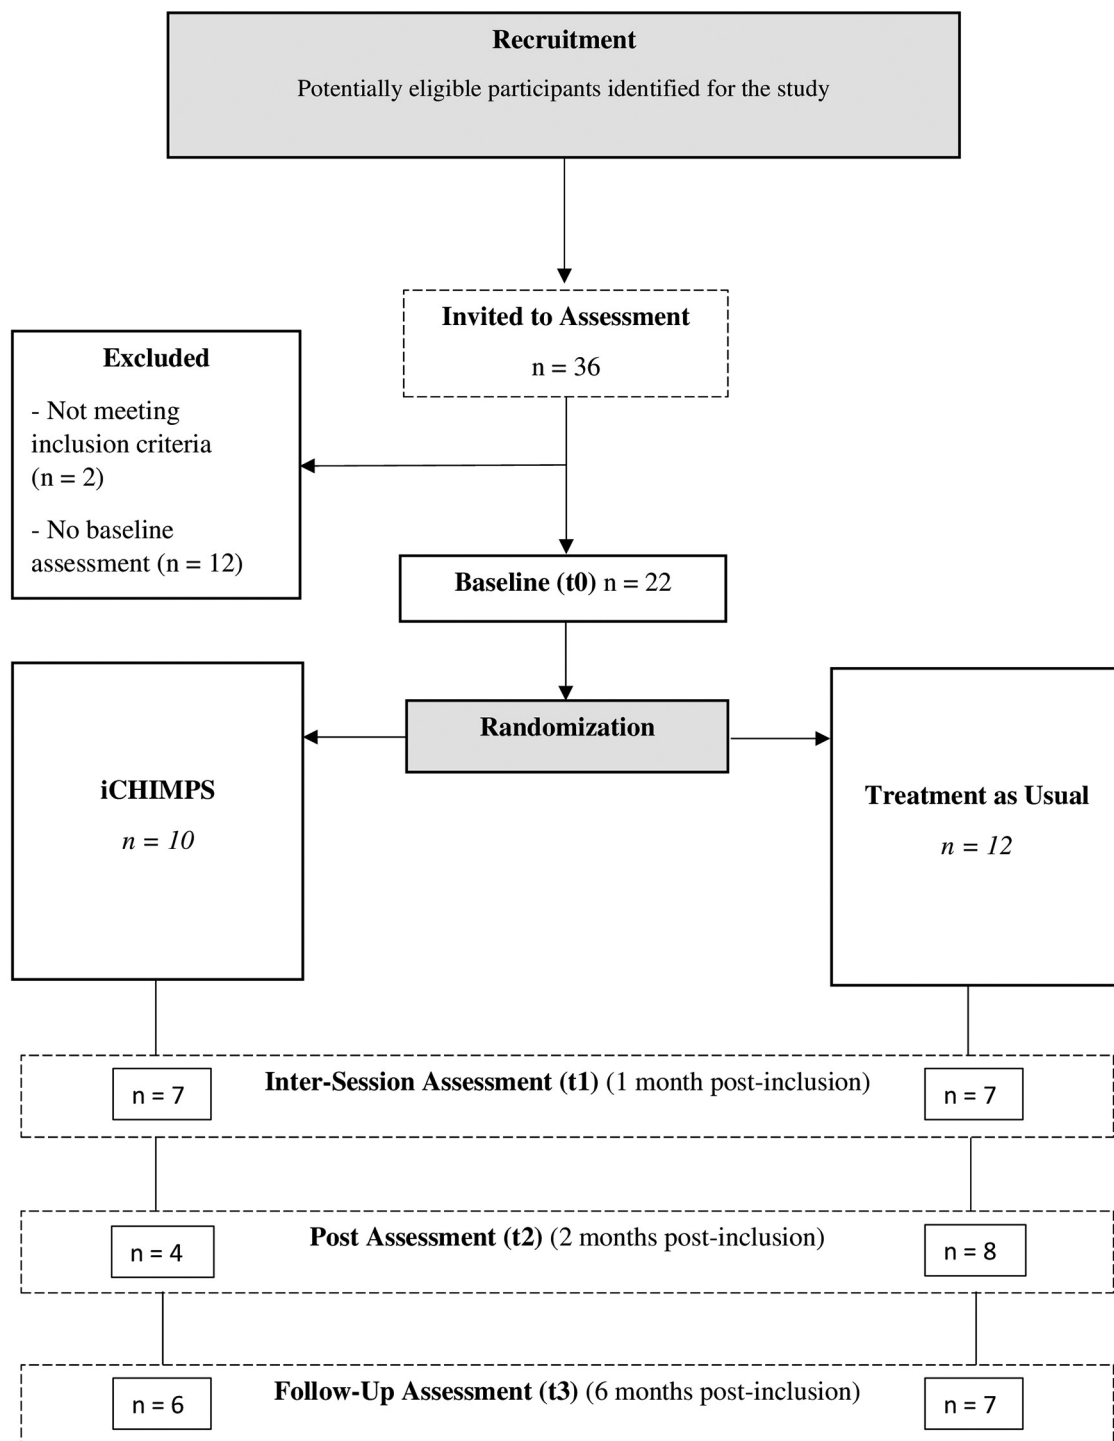 Recruitment
Potentially eligible participants identified for the study
Invited to Assessment
n = 36
Excluded
- Not meeting
inclusion criteria
(n = 2)
- No baseline
assessment (n = 12)
Baseline (t0) n = 22
Randomization
iCHIMPS
n = 10
Treatment as Usual
n = 12
Inter-Session Assessment (t1) (1 month post-inclusion)
n = 7
n = 7
Post Assessment (t2) (2 months post-inclusion)
n = 4
n = 8
Follow-Up Assessment (t3) (6 months post-inclusion)
n = 6
n = 7